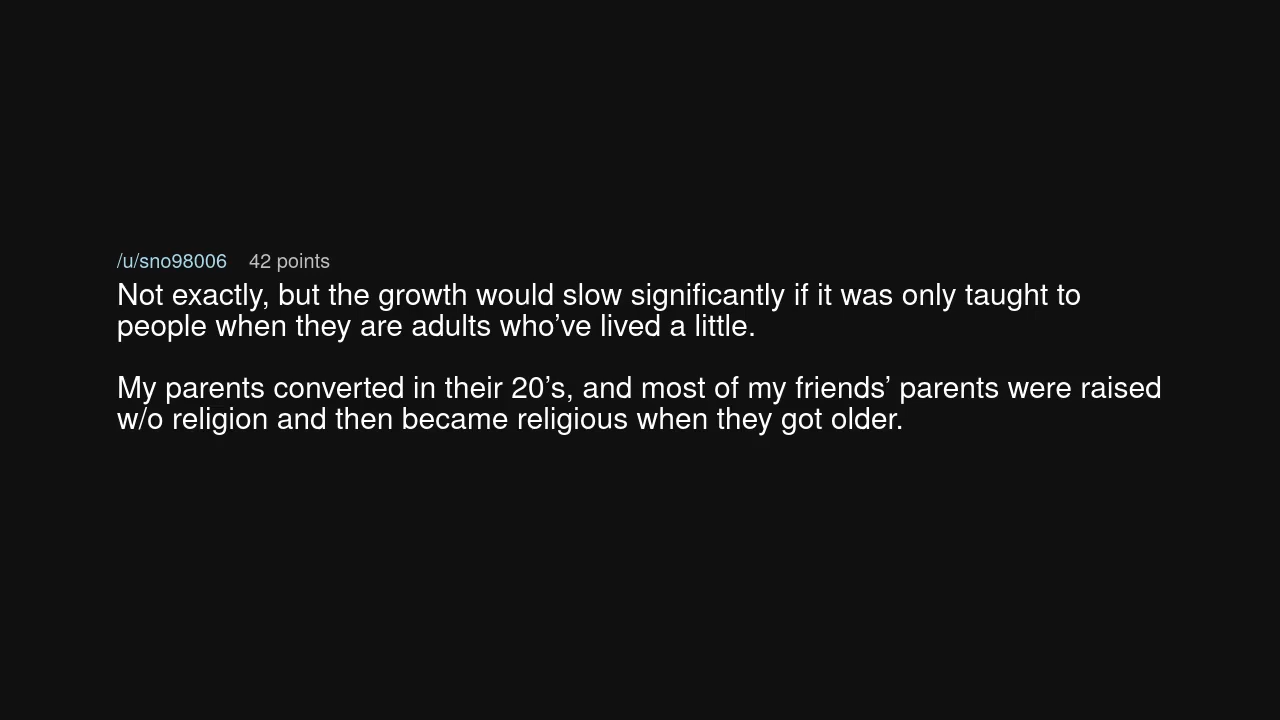 /u/sno98006 42 points
Not exactly, but the growth would slow significantly if it was only taught to
people when they are adults who’ve lived a little.
My parents converted in their 20’s, and most of my friends’ parents were raised
w/o religion and then became religious when they got older.